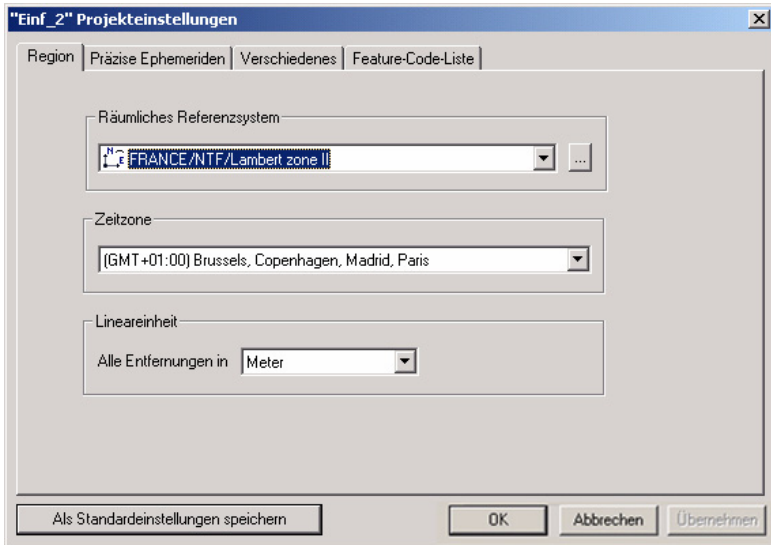 "Einf_2" Projekteinstellungen
Region
Präzise Ephemeriden
Verschiedenes
Feature-Code-Liste
Räumliches Referenzsystem
N
E
FRANCE/NTF/Lambert zone II
...
Zeitzone
(GMT+01:00) Brussels, Copenhagen, Madrid, Paris
Lineareinheit
Alle Entfernungen in Meter
Als Standardeinstellungen speichern
OK
Abbrechen
Übernehmen